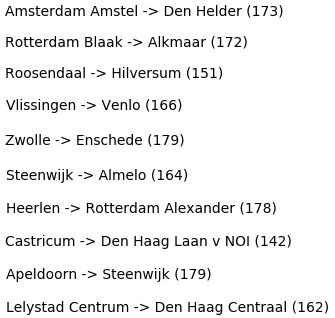 Amsterdam Amstel -> Den Helder (173)
Rotterdam Blaak -> Alkmaar (172)
Roosendaal -> Hilversum (151)
Vlissingen -> Venlo (166)
Zwolle -> Enschede (179)
Steenwijk -> Almelo (164)
Heerlen -> Rotterdam Alexander (178)
Castricum -> Den Haag Laan v NOI (142)
Apeldoorn -> Steenwijk (179)
Lelystad Centrum -> Den Haag Centraal (162)